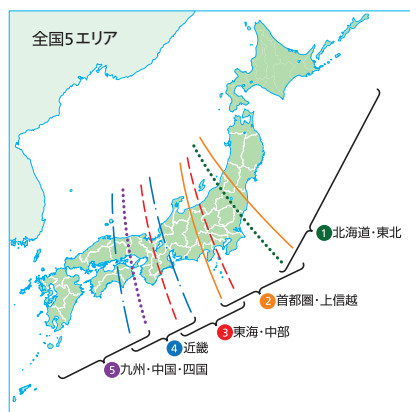 全国5エリア
1北海道・東北
2首都圏・上信越
3東海・中部
4近畿
5九州・中国・四国